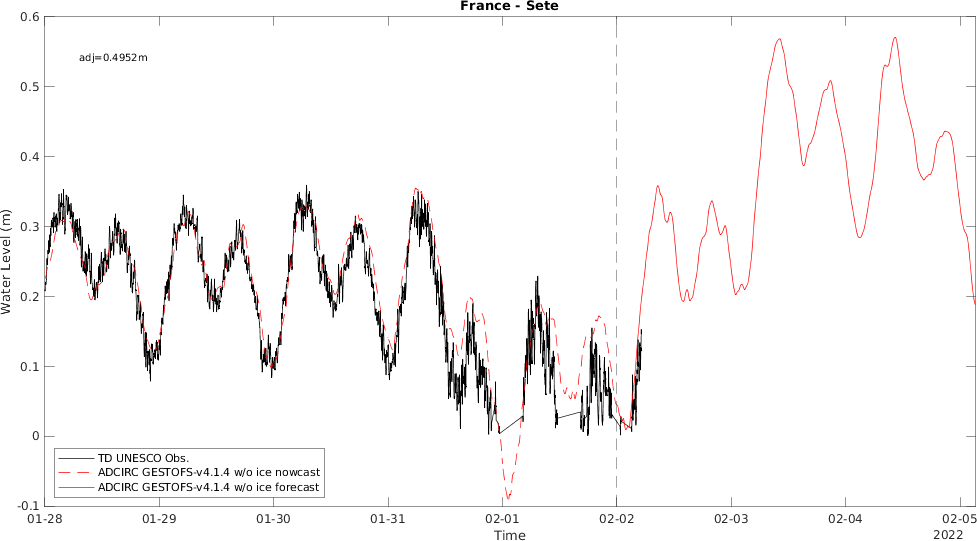 France - Sete
adj=0.4952m
0.6
0.5
0.4
0.3
0.2
0.1
0
-0.1
Water Level (m)
TD UNESCO Obs.
ADCIRC GESTOFS-v4.1.4 w/o ice nowcast
ADCIRC GESTOFS-v4.1.4 w/o ice forecast
01-28 01-29 01-30 01-31 02-01 02-02 02-03 02-04 02-05
Time
2022